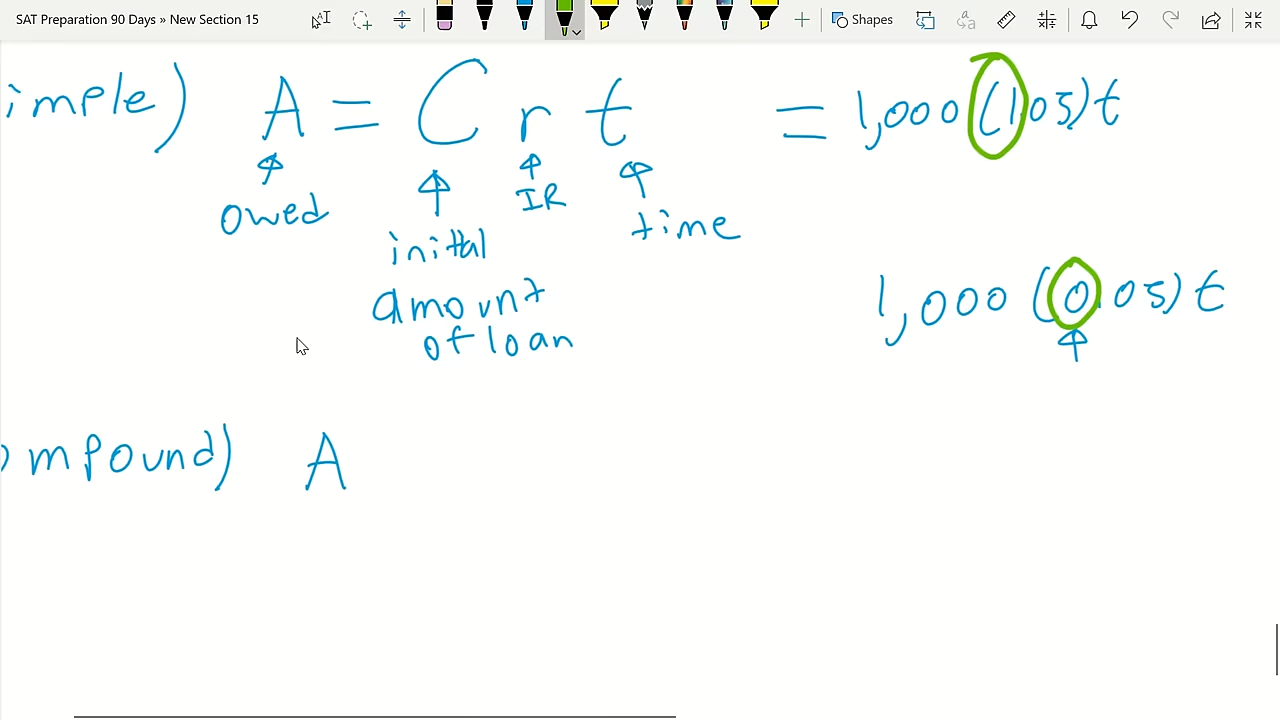 SAT Preparation 90 Days » New Section 15
Shapes
imple) A = C r t = 1,000 (1.05) t
owed
inital
amount
of loan
IR
time
1,000 (0.05) t
ompound) A